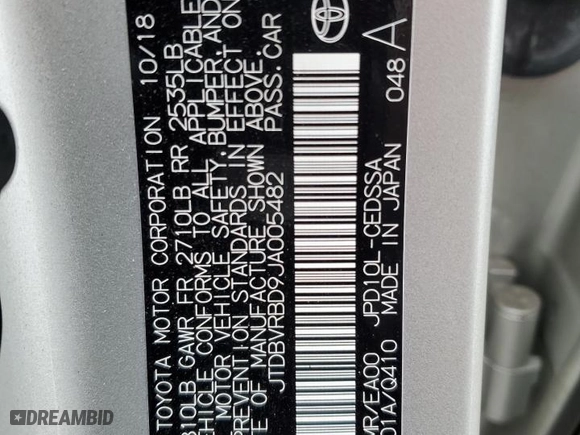 TOYOTA MOTOR CORPORATION 10/18
810LB GAWR FR 2710LB RR 2535LB
VEHICLE CONFORMS TO ALL APPLICABLE
MOTOR VEHICLE SAFETY, BUMPER, AND
PREVENTION STANDARDS IN EFFECT ON
OF MANUFACTURE SHOWN ABOVE.
JTDBVRBD9JA005482 PASS.CAR
MR/EA00 JPD10L-CEDSSA
01A/Q410 MADE IN JAPAN
048 A
DREAMBID